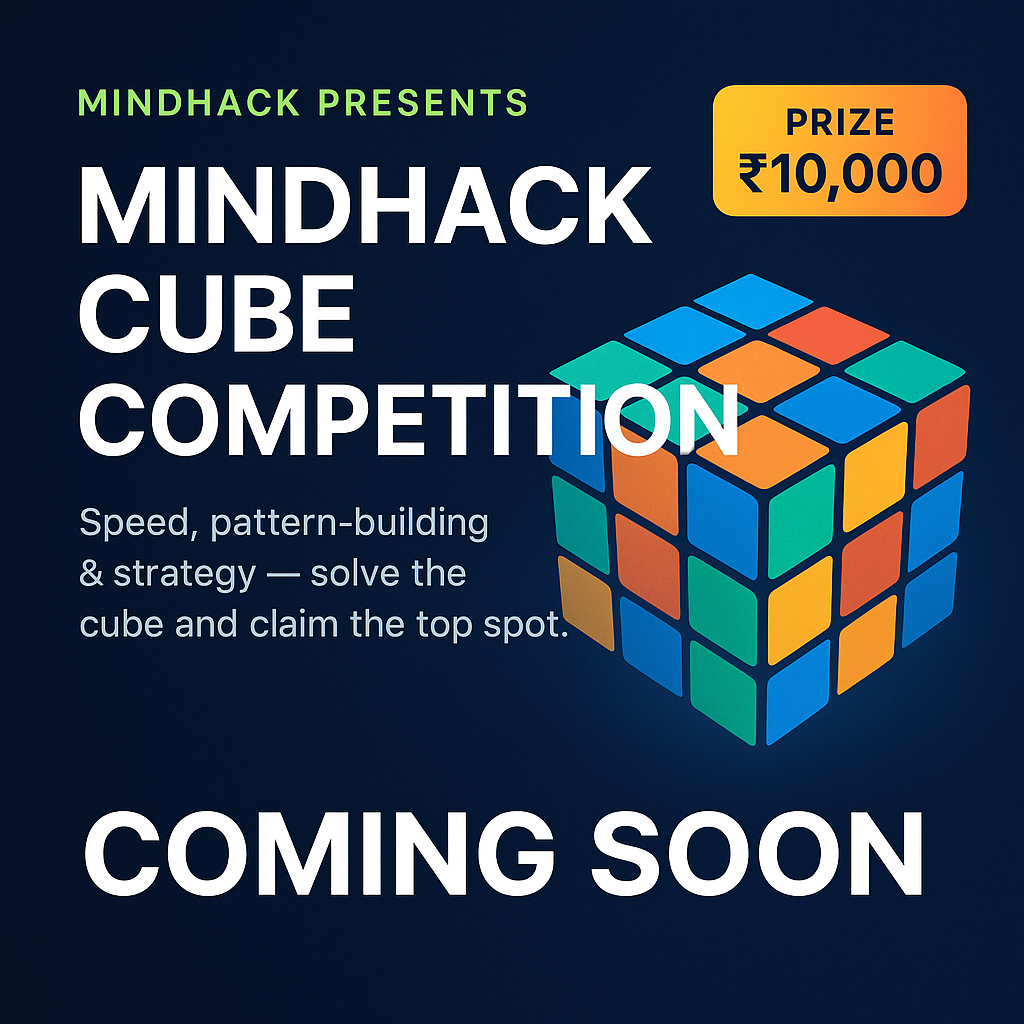 MINDHACK PRESENTS
PRIZE
₹10,000
MINDHACK
CUBE
COMPETITION
Speed, pattern-building
& strategy — solve the
cube and claim the top spot.
COMING SOON